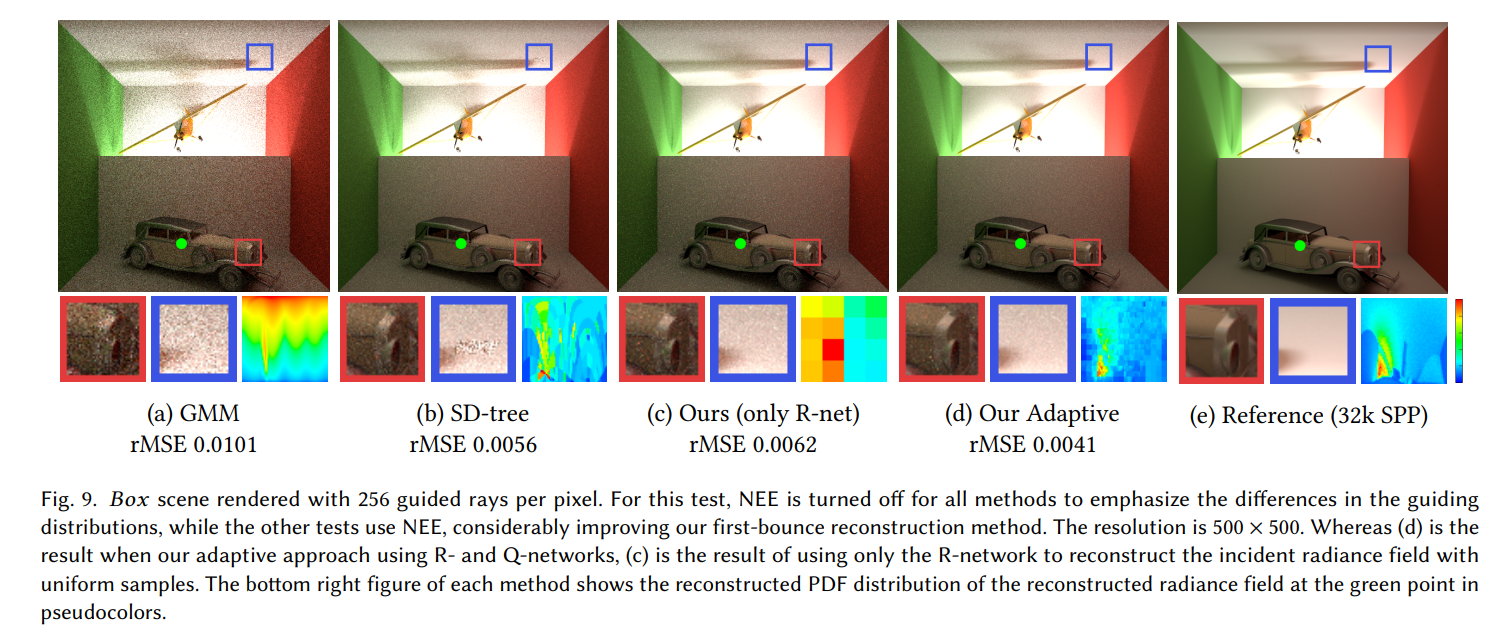 (a) GMM
rMSE 0.0101
(b) SD-tree
rMSE 0.0056
(c) Ours (only R-net)
rMSE 0.0062
(d) Our Adaptive
rMSE 0.0041
(e) Reference (32k SPP)
Fig. 9. Box scene rendered with 256 guided rays per pixel. For this test, NEE is turned off for all methods to emphasize the differences in the guiding
distributions, while the other tests use NEE, considerably improving our first-bounce reconstruction method. The resolution is 500 × 500. Whereas (d) is the
result when our adaptive approach using R- and Q-networks, (c) is the result of using only the R-network to reconstruct the incident radiance field with
uniform samples. The bottom right figure of each method shows the reconstructed PDF distribution of the reconstructed radiance field at the green point in
pseudocolors.